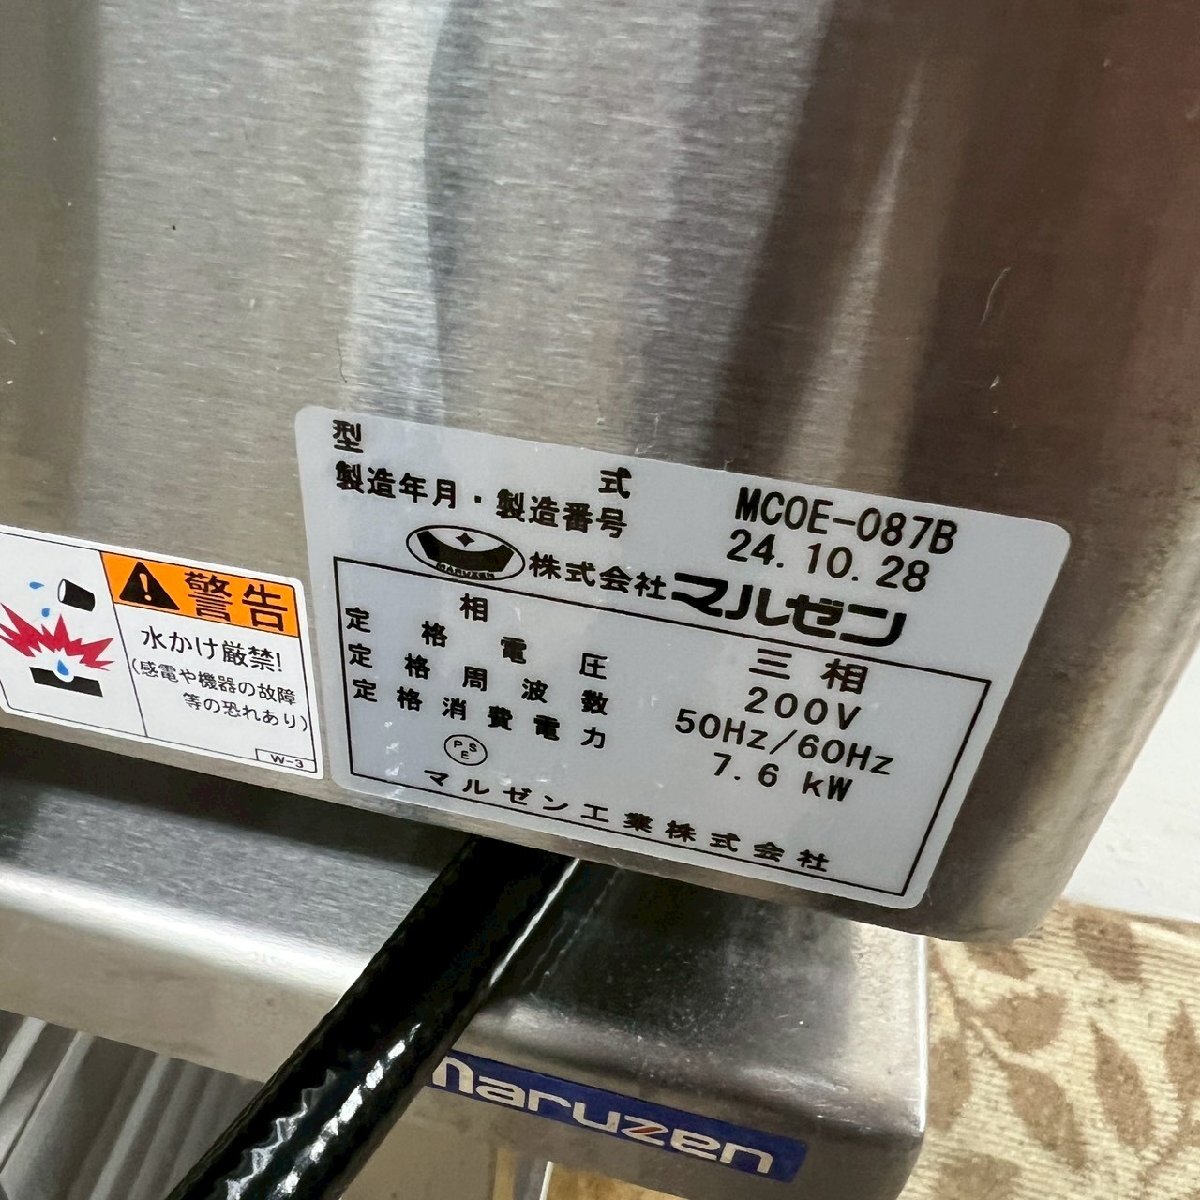 型 式 MCOE-087B
製造年月・製造番号 24.10.28
MARUZEN 株式会社マルゼン
相 三相
定格電圧 200V
定格周波数 50Hz/60Hz
定格消費電力 7.6 kW
PSE
マルゼン工業株式会社
警告
水かけ厳禁!
(感電や機器の故障
等の恐れあり)
W-3
maruzen